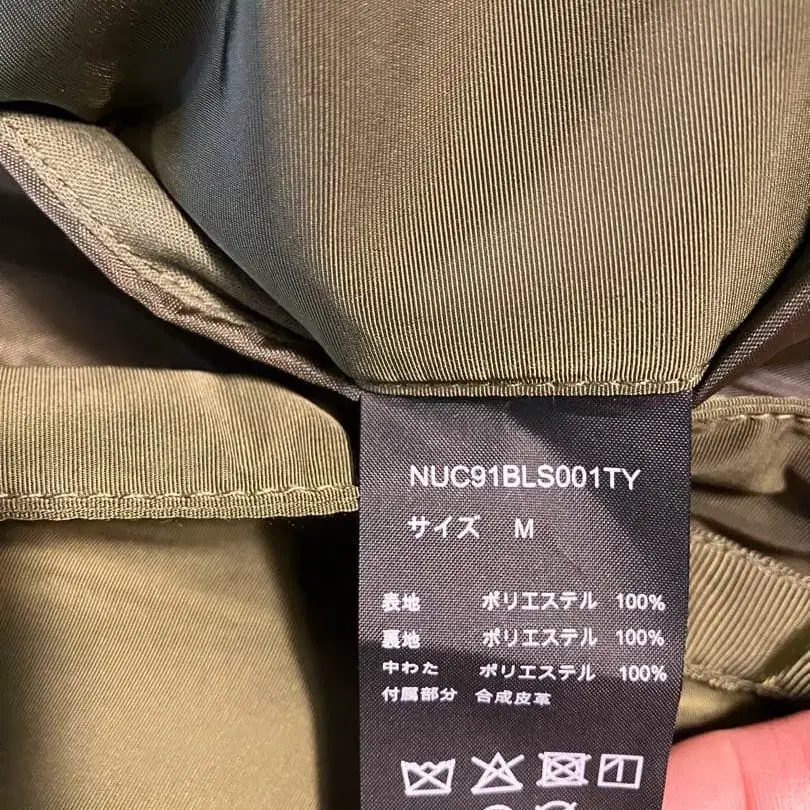 NUC91BLS001TY
サイズ M
表地 ポリエステル 100%
裏地 ポリエステル 100%
中わた ポリエステル 100%
付属部分 合成皮革